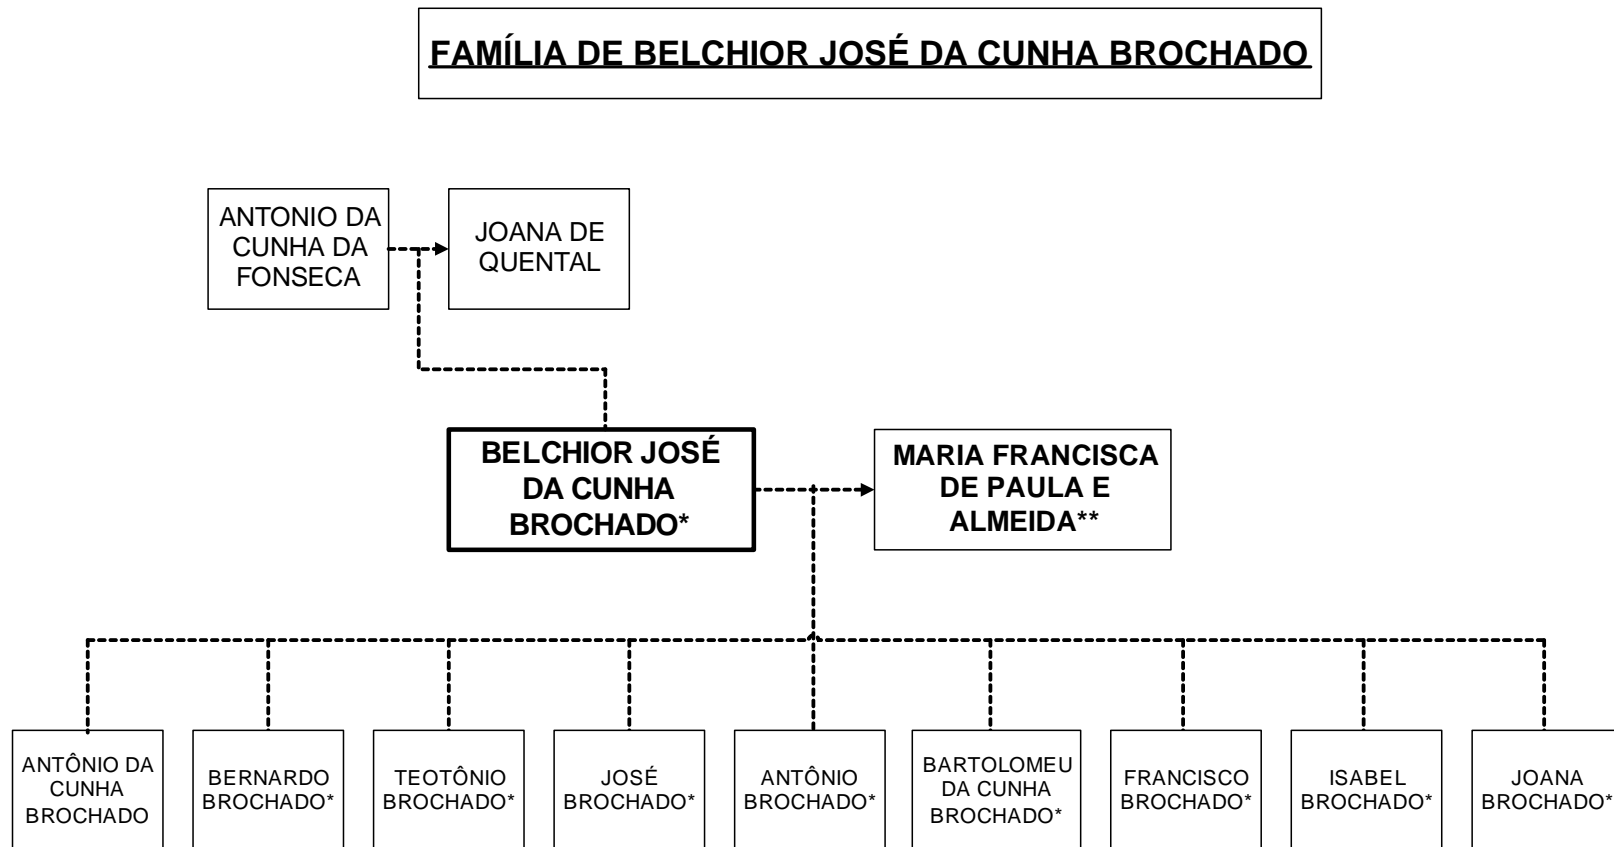 FAMÍLIA DE BELCHIOR JOSÉ DA CUNHA BROCHADO
ANTONIO DA
CUNHA DA
FONSECA
JOANA DE
QUENTAL
BELCHIOR JOSÉ
DA CUNHA
BROCHADO*
MARIA FRANCISCA
DE PAULA E
ALMEIDA**
ANTÔNIO DA
CUNHA
BROCHADO
BERNARDO
BROCHADO*
TEOTÔNIO
BROCHADO*
JOSÉ
BROCHADO*
ANTÔNIO
BROCHADO*
BARTOLOMEU
DA CUNHA
BROCHADO*
FRANCISCO
BROCHADO*
ISABEL
BROCHADO*
JOANA
BROCHADO*